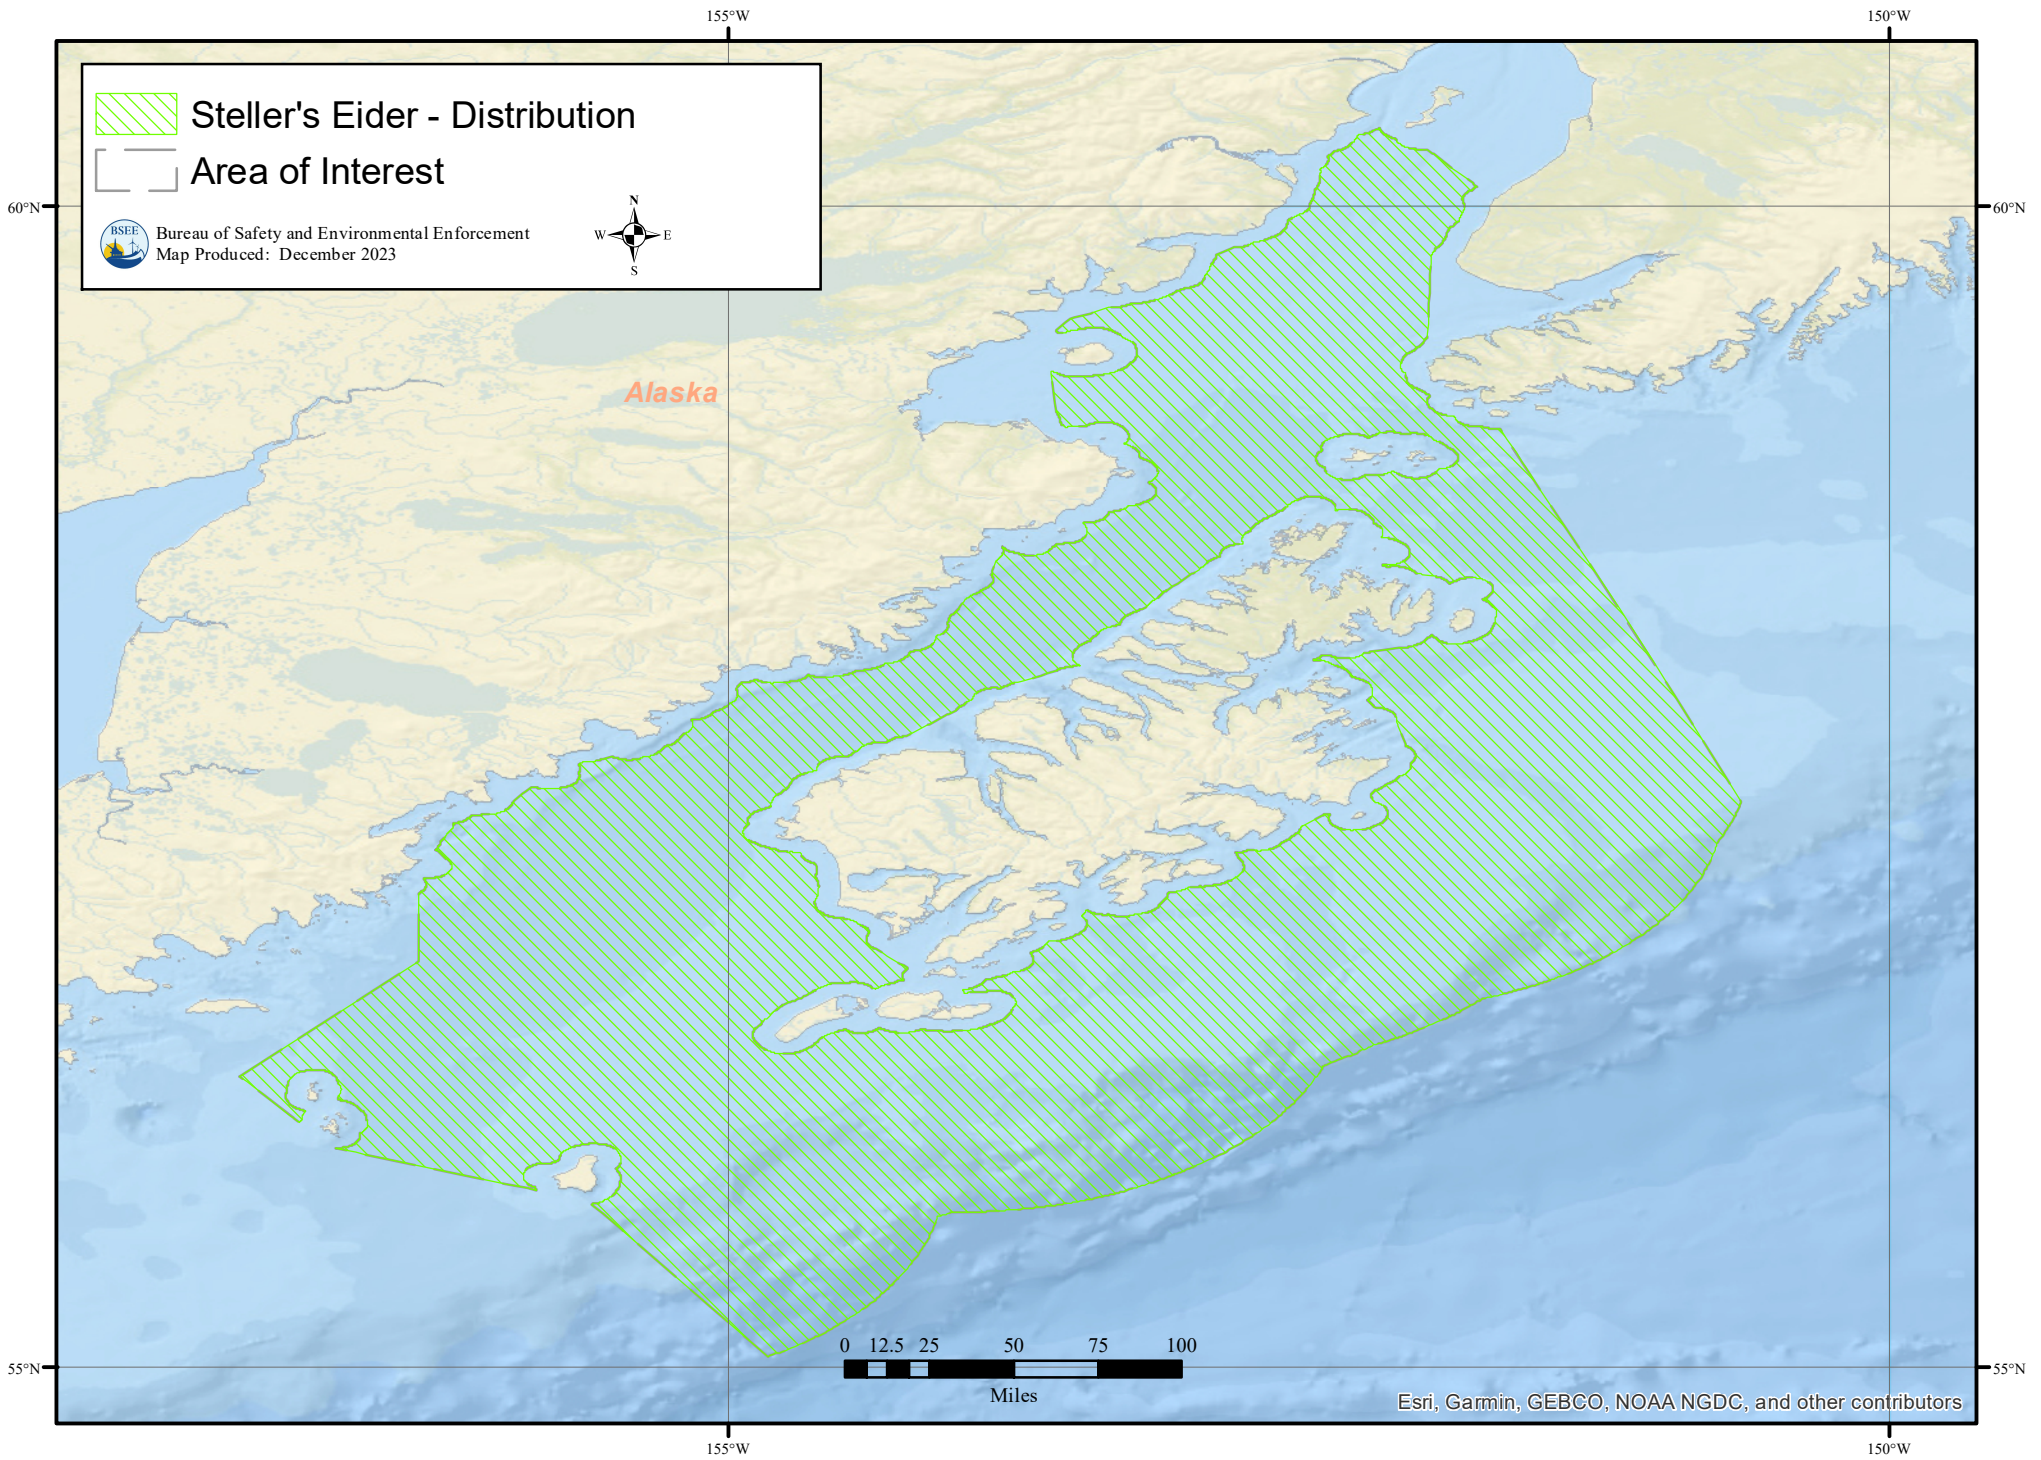 155°W
150°W
Steller's Eider - Distribution
Area of Interest
BSEE
Bureau of Safety and Environmental Enforcement
Map Produced: December 2023
N
W
E
S
60°N
60°N
Alaska
0 12.5 25 50 75 100
Miles
55°N
55°N
Esri, Garmin, GEBCO, NOAA NGDC, and other contributors
155°W
150°W